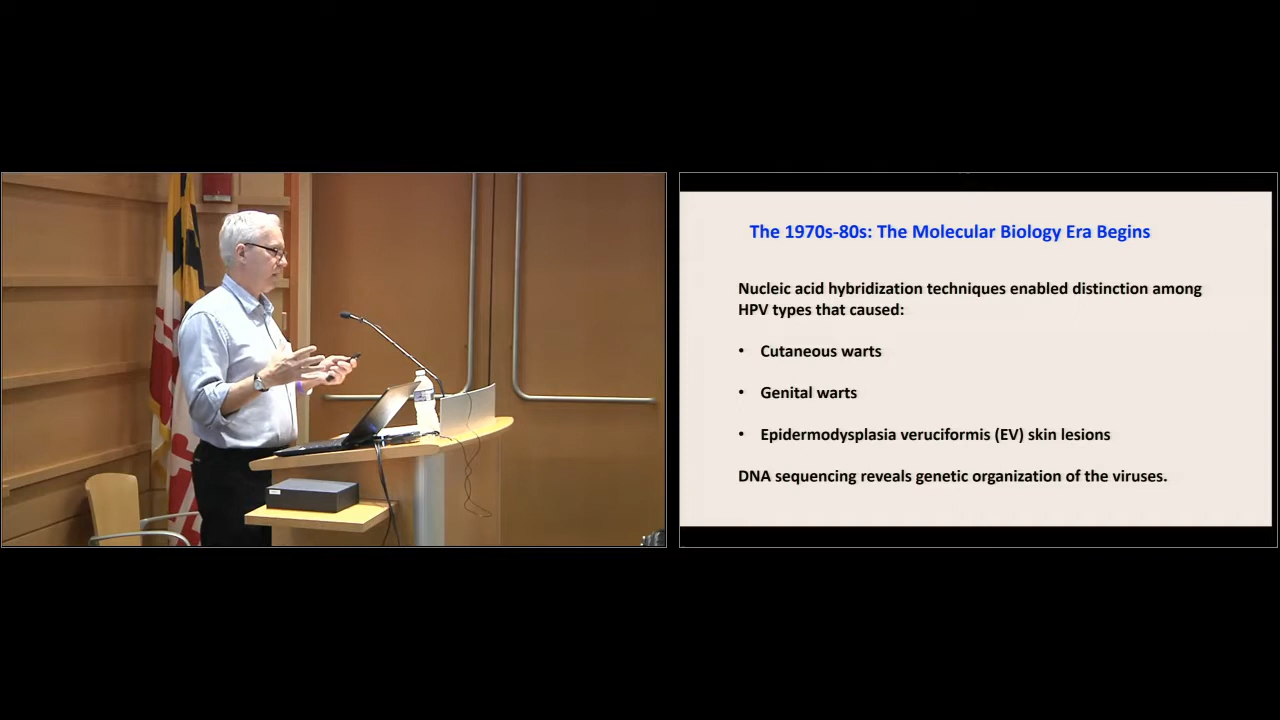 The 1970s-80s: The Molecular Biology Era Begins
Nucleic acid hybridization techniques enabled distinction among
HPV types that caused:
• Cutaneous warts
• Genital warts
• Epidermodysplasia veruciformis (EV) skin lesions
DNA sequencing reveals genetic organization of the viruses.